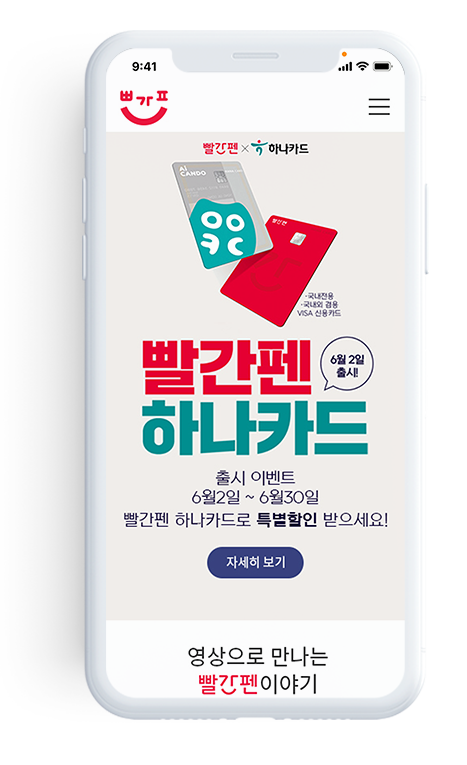 9:41
빨간펜
빨간펜 × 하나카드
Ai
CANDO
빨간펜
·국내전용
·국내외 겸용
VISA 신용카드
빨간펜
6월 2일
출시!
하나카드
출시 이벤트
6월2일 ~ 6월30일
빨간펜 하나카드로 특별할인 받으세요!
자세히 보기
영상으로 만나는
빨간펜이야기